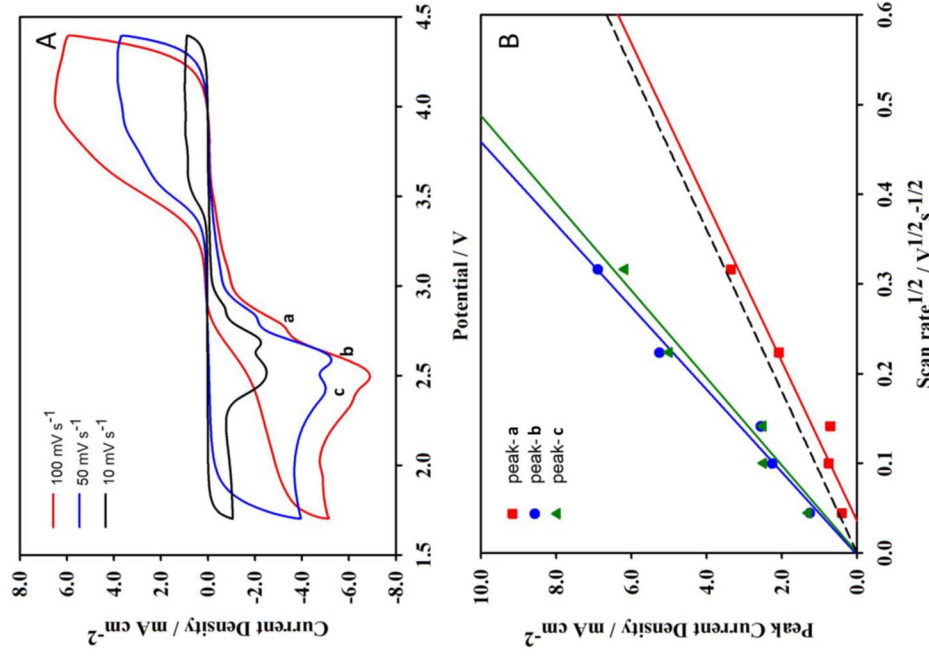 A
8.0
6.0
4.0
2.0
0.0
-2.0
-4.0
-6.0
-8.0
Current Density / mA cm⁻²
100 mV s⁻¹
50 mV s⁻¹
10 mV s⁻¹
a
b
c
1.5
2.0
2.5
3.0
3.5
4.0
4.5
Potential / V
B
10.0
8.0
6.0
4.0
2.0
0.0
Peak Current Density / mA cm⁻²
peak-a
peak-b
peak-c
0.0
0.1
0.2
0.3
0.4
0.5
0.6
Scan rate¹/² / V¹/²s⁻¹/²